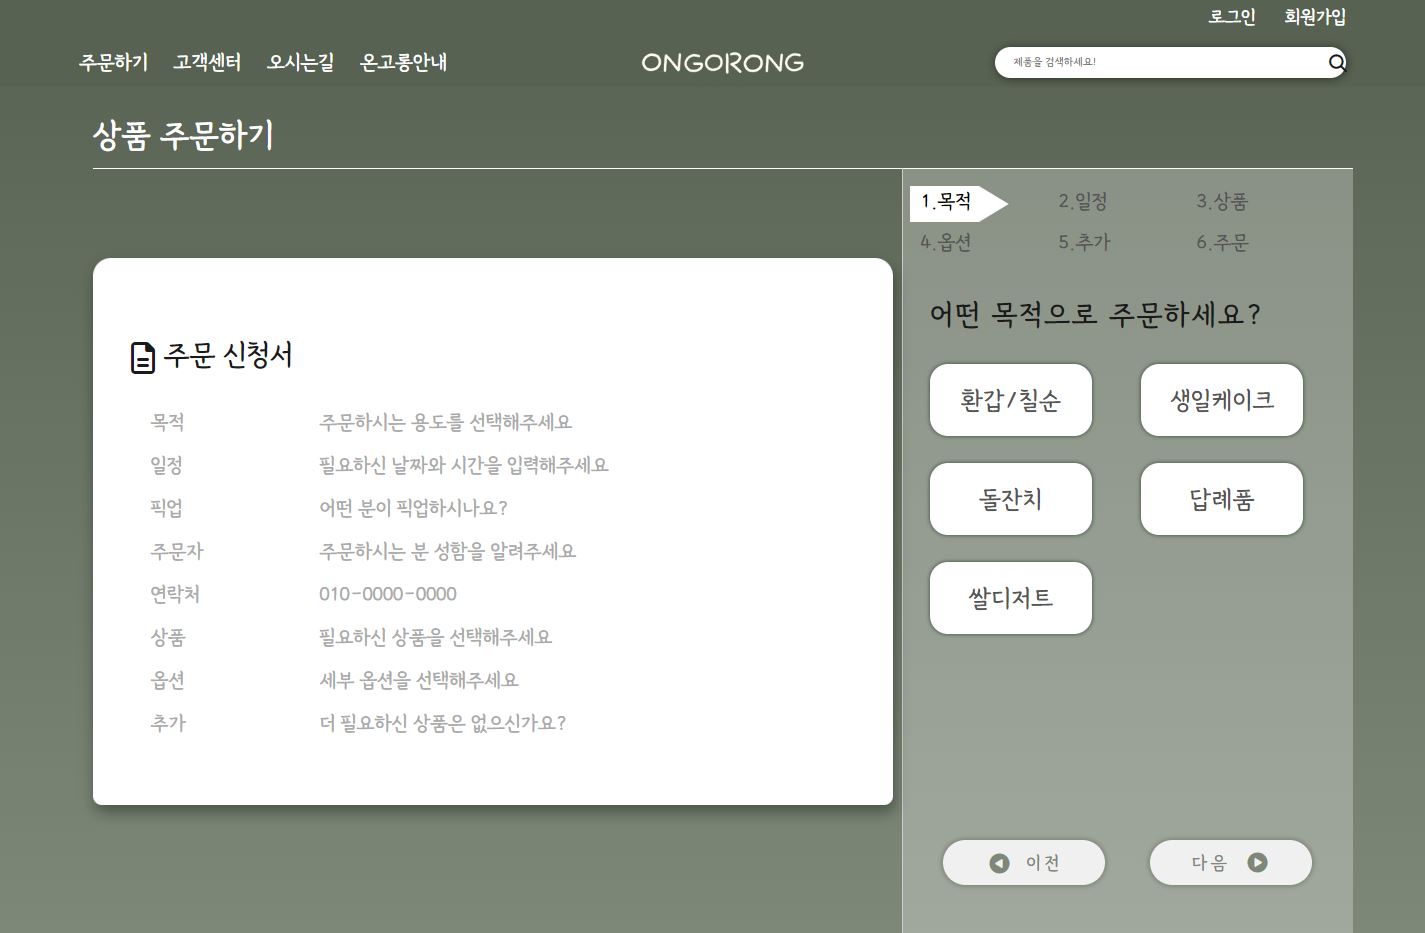 로그인 회원가입
주문하기 고객센터 오시는길 온고롱안내 ONGORONG 제품을 검색하세요!
상품 주문하기
1.목적 2.일정 3.상품
4.옵션 5.추가 6.주문
어떤 목적으로 주문하세요?
주문 신청서
환갑/칠순 생일케이크
목적 주문하시는 용도를 선택해주세요
일정 필요하신 날짜와 시간을 입력해주세요
픽업 어떤 분이 픽업하시나요?
돌잔치 답례품
주문자 주문하시는 분 성함을 알려주세요
연락처 010-0000-0000
쌀디저트
상품 필요하신 상품을 선택해주세요
옵션 세부 옵션을 선택해주세요
추가 더 필요하신 상품은 없으신가요?
이전 다음